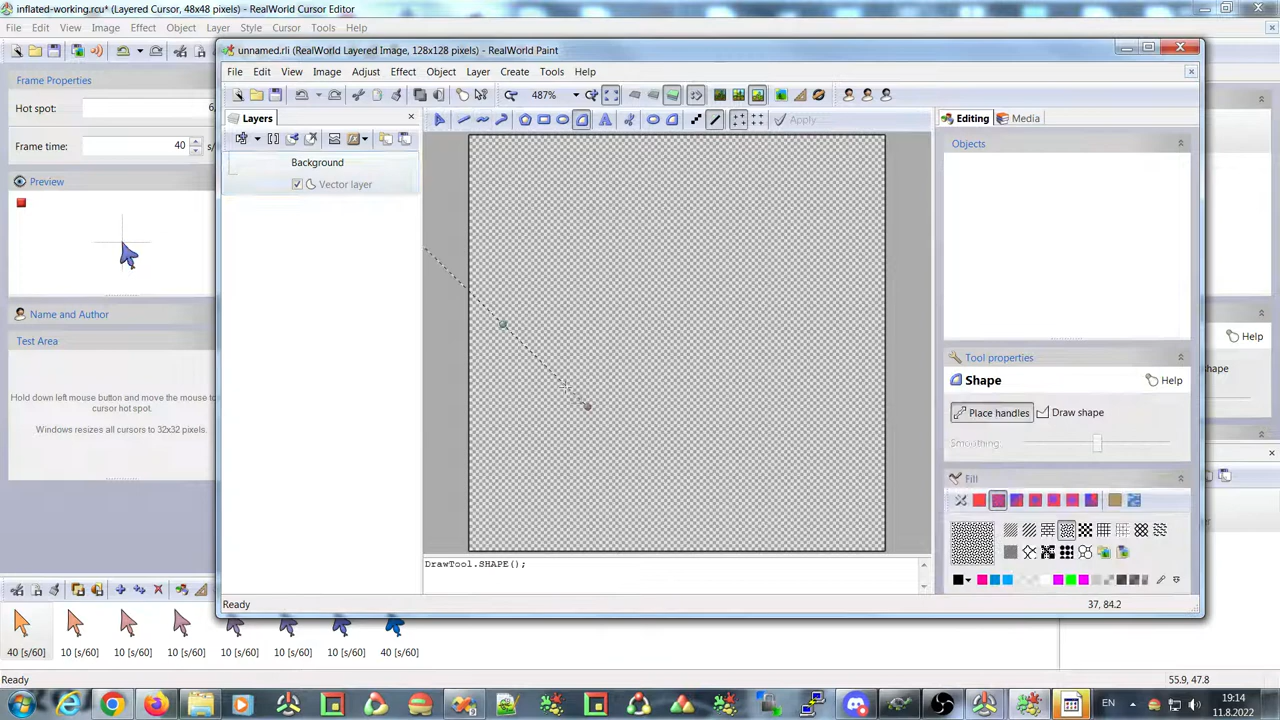 inflated-working.rcu* (Layered Cursor, 48x48 pixels) - RealWorld Cursor Editor
File Edit View Image Effect Object Layer Style Cursor Tools Help
unnamed.rli (RealWorld Layered Image, 128x128 pixels) - RealWorld Paint
File Edit View Image Adjust Effect Object Layer Create Tools Help
487%
Layers
Apply...
Editing
Media
Background
Vector layer
Objects
Frame Properties
Hot spot:
Frame time:
40
Preview
Name and Author
Test Area
Hold down left mouse button and move the mouse to
cursor hot spot.
Windows resizes all cursors to 32x32 pixels.
Help
Tool properties
Shape
Help
Place handles
Draw shape
Smoothing:
Fill
DrawTool.SHAPE();
Ready
37, 84.2
40 [s/60] 10 [s/60] 10 [s/60] 10 [s/60] 10 [s/60] 10 [s/60] 10 [s/60] 40 [s/60]
Ready
55.9, 47.8
EN
19:14
11.8.2022